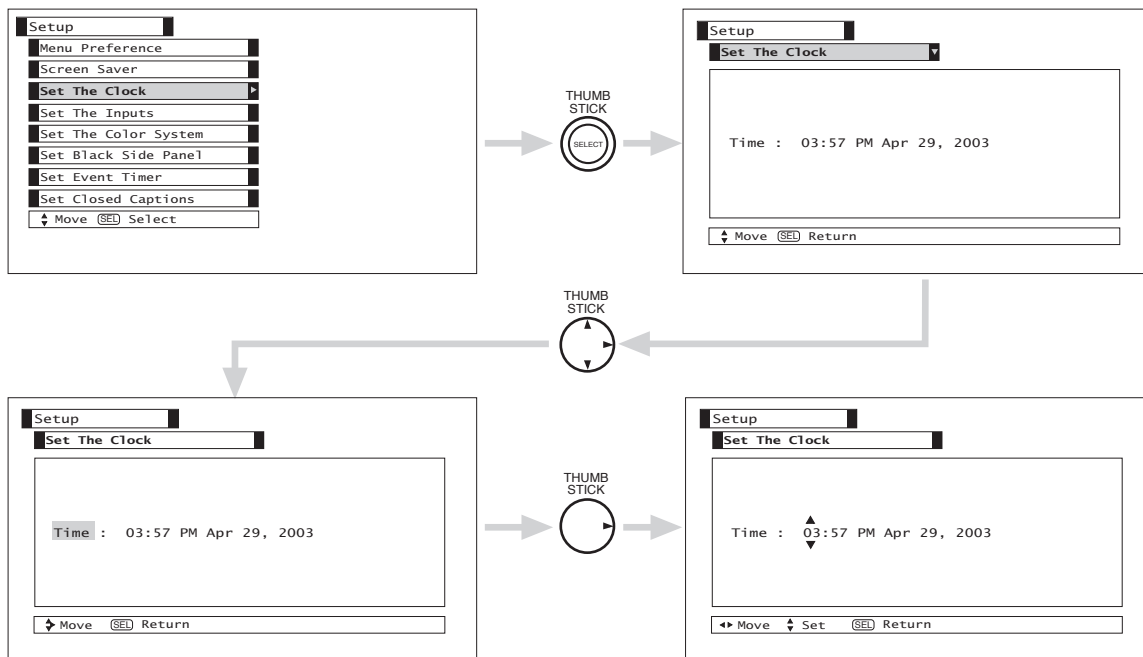 Setup
Menu Preference
Screen Saver
Set The Clock
Set The Inputs
Set The Color System
Set Black Side Panel
Set Event Timer
Set Closed Captions
Move SEL Select
THUMB
STICK
SELECT
Setup
Set The Clock
Time : 03:57 PM Apr 29, 2003
Move SEL Return
THUMB
STICK
Setup
Set The Clock
Time : 03:57 PM Apr 29, 2003
Move SEL Return
THUMB
STICK
Setup
Set The Clock
Time : 03:57 PM Apr 29, 2003
Move Set SEL Return